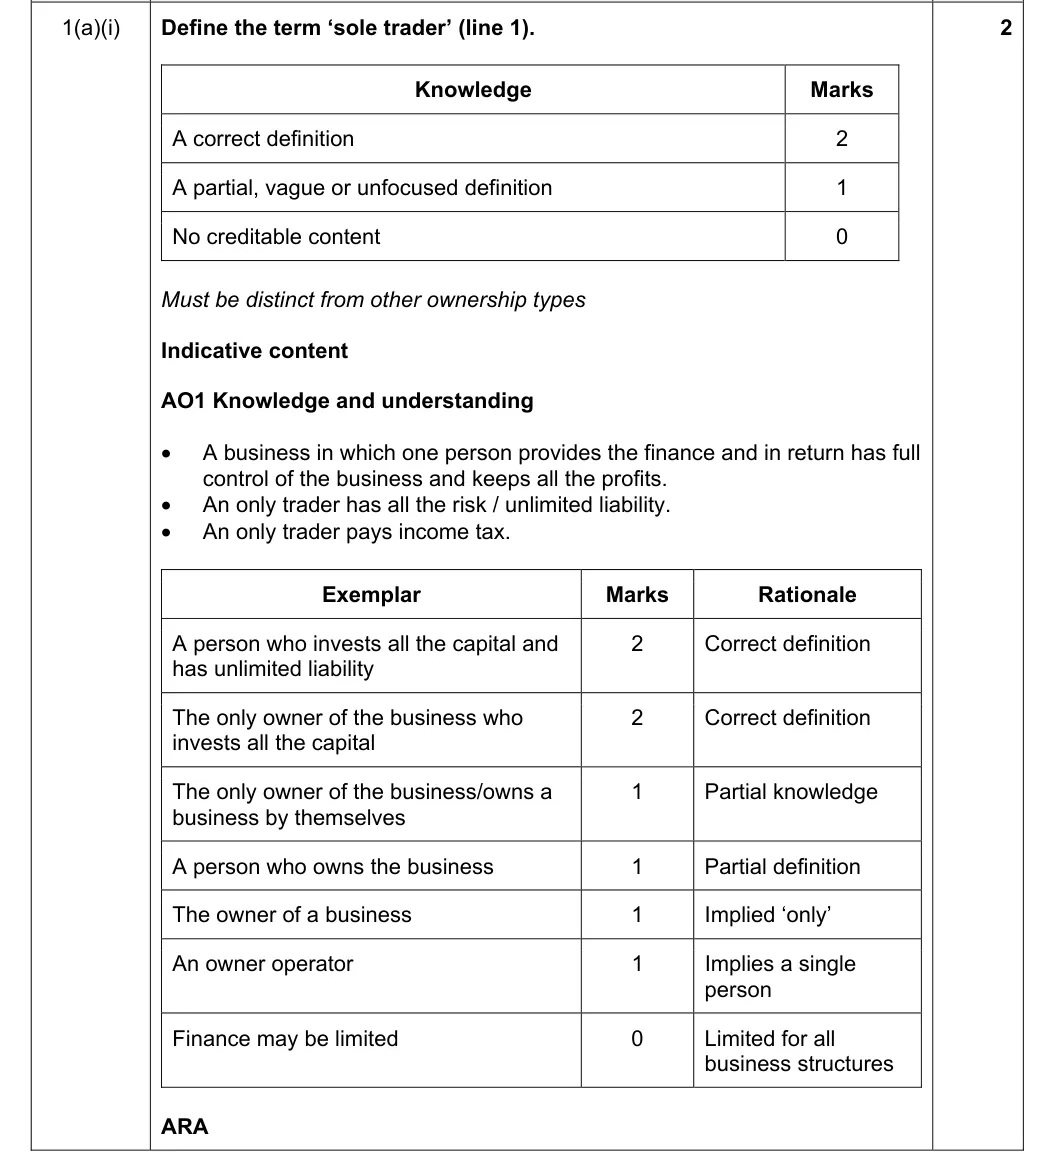 1(a)(i) Define the term ‘sole trader’ (line 1). 2
Knowledge Marks
A correct definition 2
A partial, vague or unfocused definition 1
No creditable content 0
Must be distinct from other ownership types
Indicative content
AO1 Knowledge and understanding
• A business in which one person provides the finance and in return has full
control of the business and keeps all the profits.
• An only trader has all the risk / unlimited liability.
• An only trader pays income tax.
Exemplar Marks Rationale
A person who invests all the capital and 2 Correct definition
has unlimited liability
The only owner of the business who 2 Correct definition
invests all the capital
The only owner of the business/owns a 1 Partial knowledge
business by themselves
A person who owns the business 1 Partial definition
The owner of a business 1 Implied ‘only’
An owner operator 1 Implies a single
person
Finance may be limited 0 Limited for all
business structures
ARA